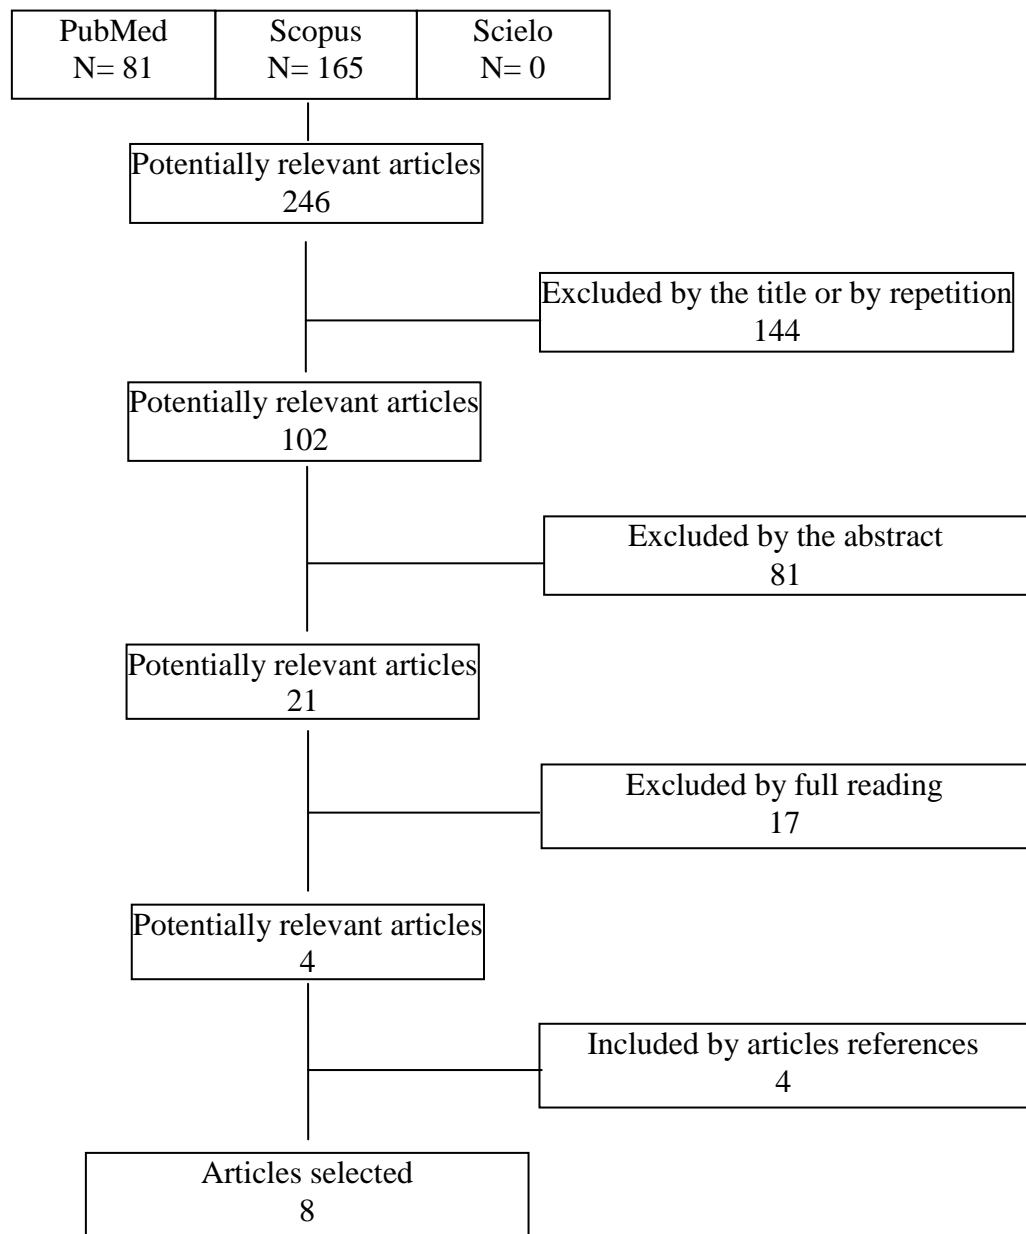 PubMed
N= 81
Scopus
N= 165
Scielo
N= 0
Potentially relevant articles
246
Excluded by the title or by repetition
144
Potentially relevant articles
102
Excluded by the abstract
81
Potentially relevant articles
21
Excluded by full reading
17
Potentially relevant articles
4
Included by articles references
4
Articles selected
8